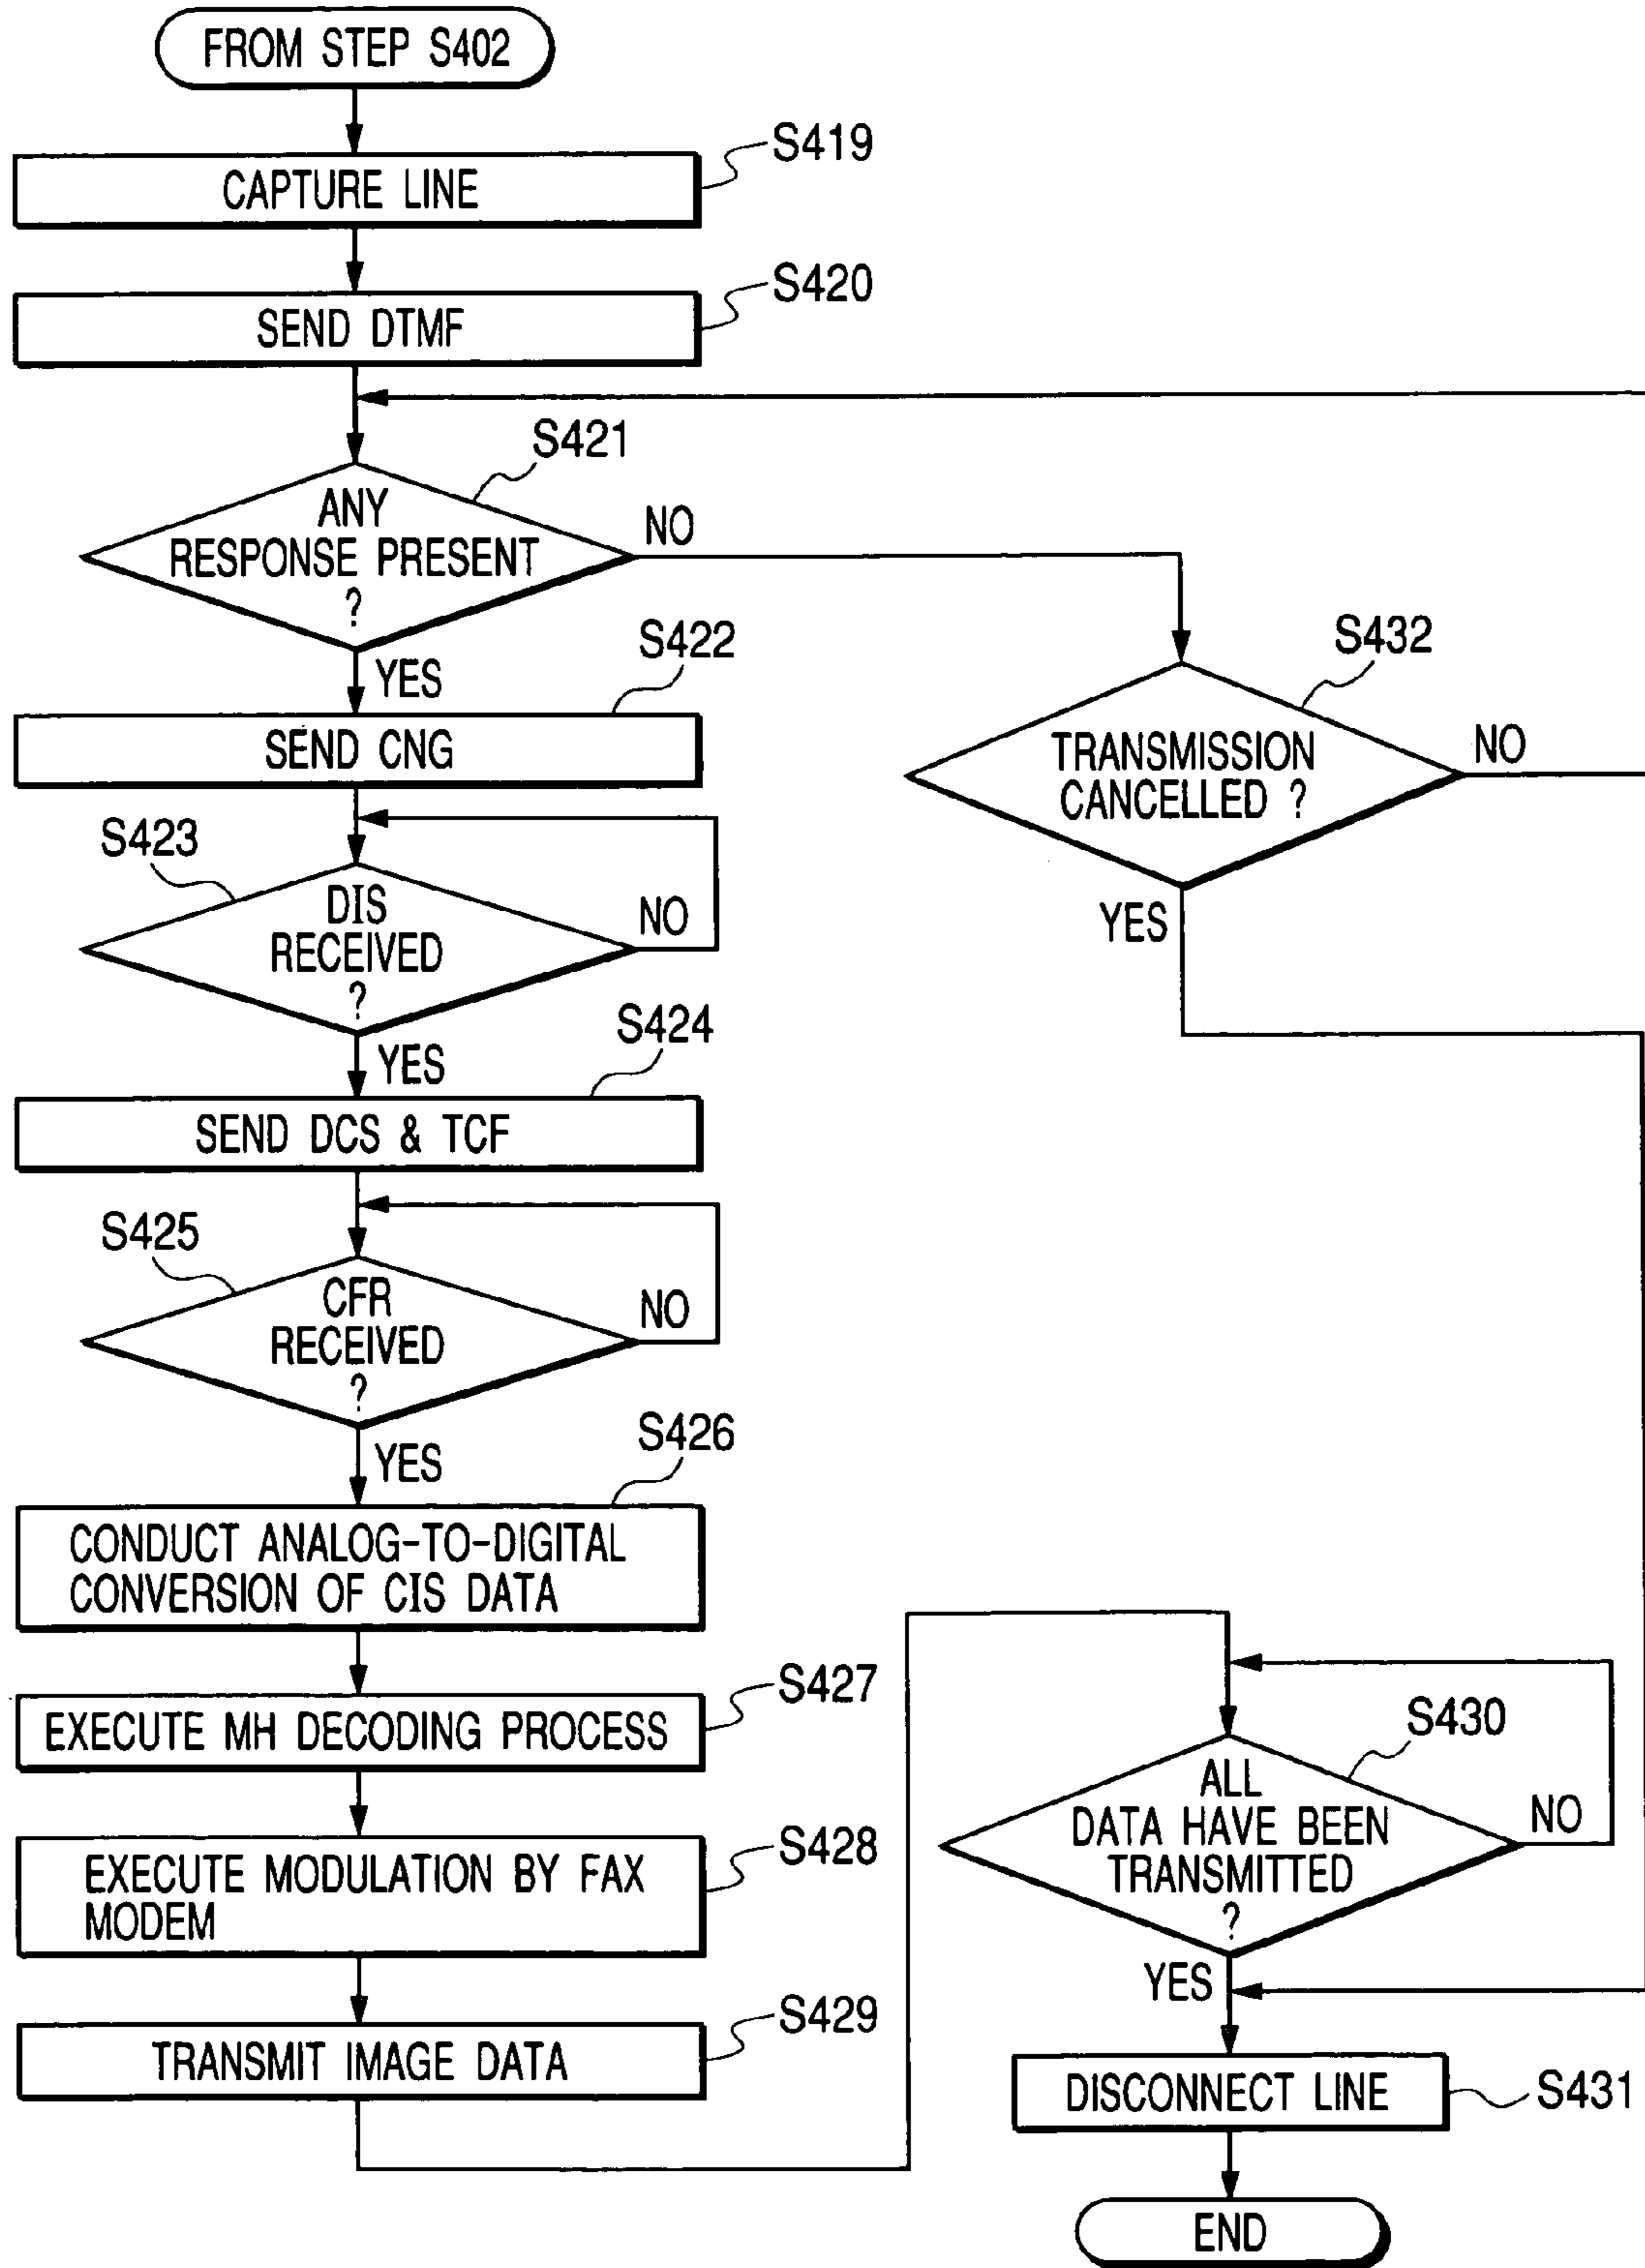 FROM STEP S402
S419
CAPTURE LINE
S420
SEND DTMF
S421
ANY
RESPONSE PRESENT
?
NO
YES
S422
SEND CNG
S432
TRANSMISSION
CANCELLED ?
NO
YES
S423
DIS
RECEIVED
?
NO
YES
S424
SEND DCS & TCF
S425
CFR
RECEIVED
?
NO
YES
S426
CONDUCT ANALOG-TO-DIGITAL
CONVERSION OF CIS DATA
S427
EXECUTE MH DECODING PROCESS
S428
EXECUTE MODULATION BY FAX
MODEM
S429
TRANSMIT IMAGE DATA
S430
ALL
DATA HAVE BEEN
TRANSMITTED
?
NO
YES
S431
DISCONNECT LINE
END